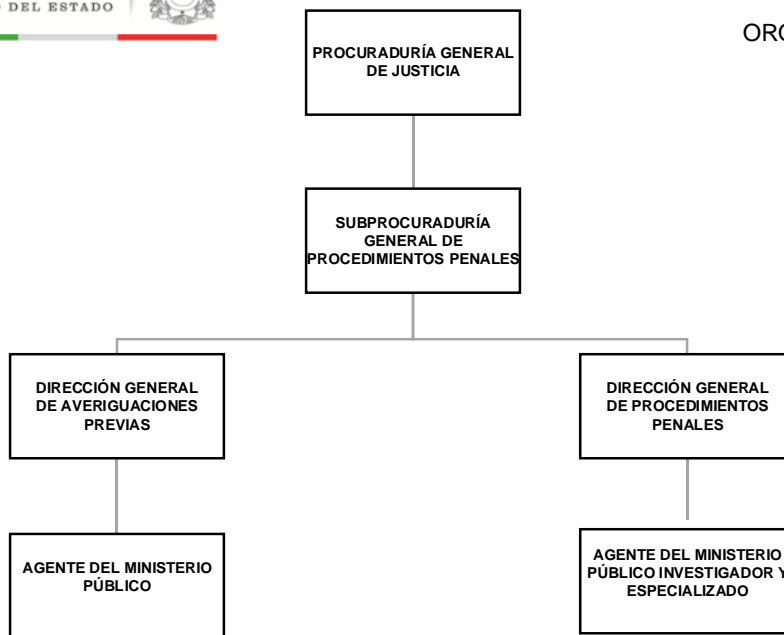 DEL ESTADO
PROCURADURÍA GENERAL
DE JUSTICIA
SUBPROCURADURÍA
GENERAL DE
PROCEDIMIENTOS PENALES
DIRECCIÓN GENERAL
DE AVERIGUACIONES
PREVIAS
DIRECCIÓN GENERAL
DE PROCEDIMIENTOS
PENALES
AGENTE DEL MINISTERIO
PÚBLICO
AGENTE DEL MINISTERIO
PÚBLICO INVESTIGADOR Y
ESPECIALIZADO